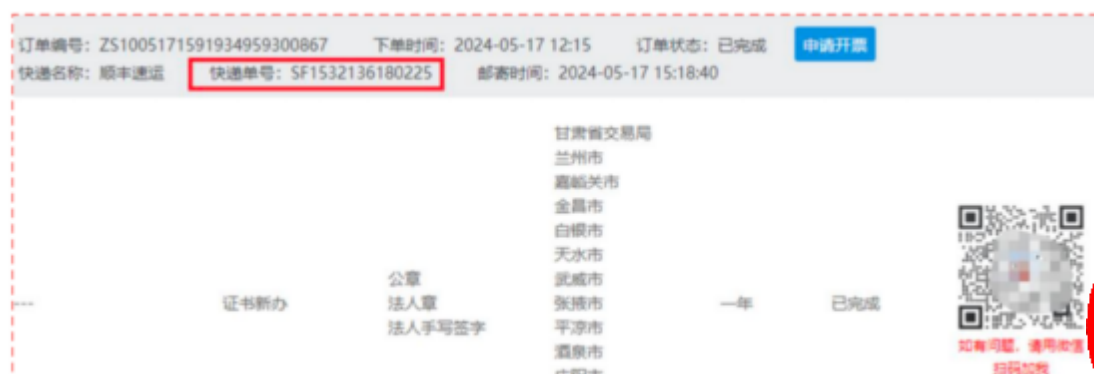 订单编号：ZS1005171591934959300867 下单时间：2024-05-17 12:15 订单状态：已完成 申请开票
快递名称：顺丰速运 快递单号：SF1532136180225 邮寄时间：2024-05-17 15:18:40
甘肃省交易局
兰州市
嘉峪关市
金昌市
白银市
天水市
公章 武威市
--- 证书新办 法人章 张掖市 一年 已完成
法人手写签字 平凉市
酒泉市
如有问题，请用微信
扫码加我